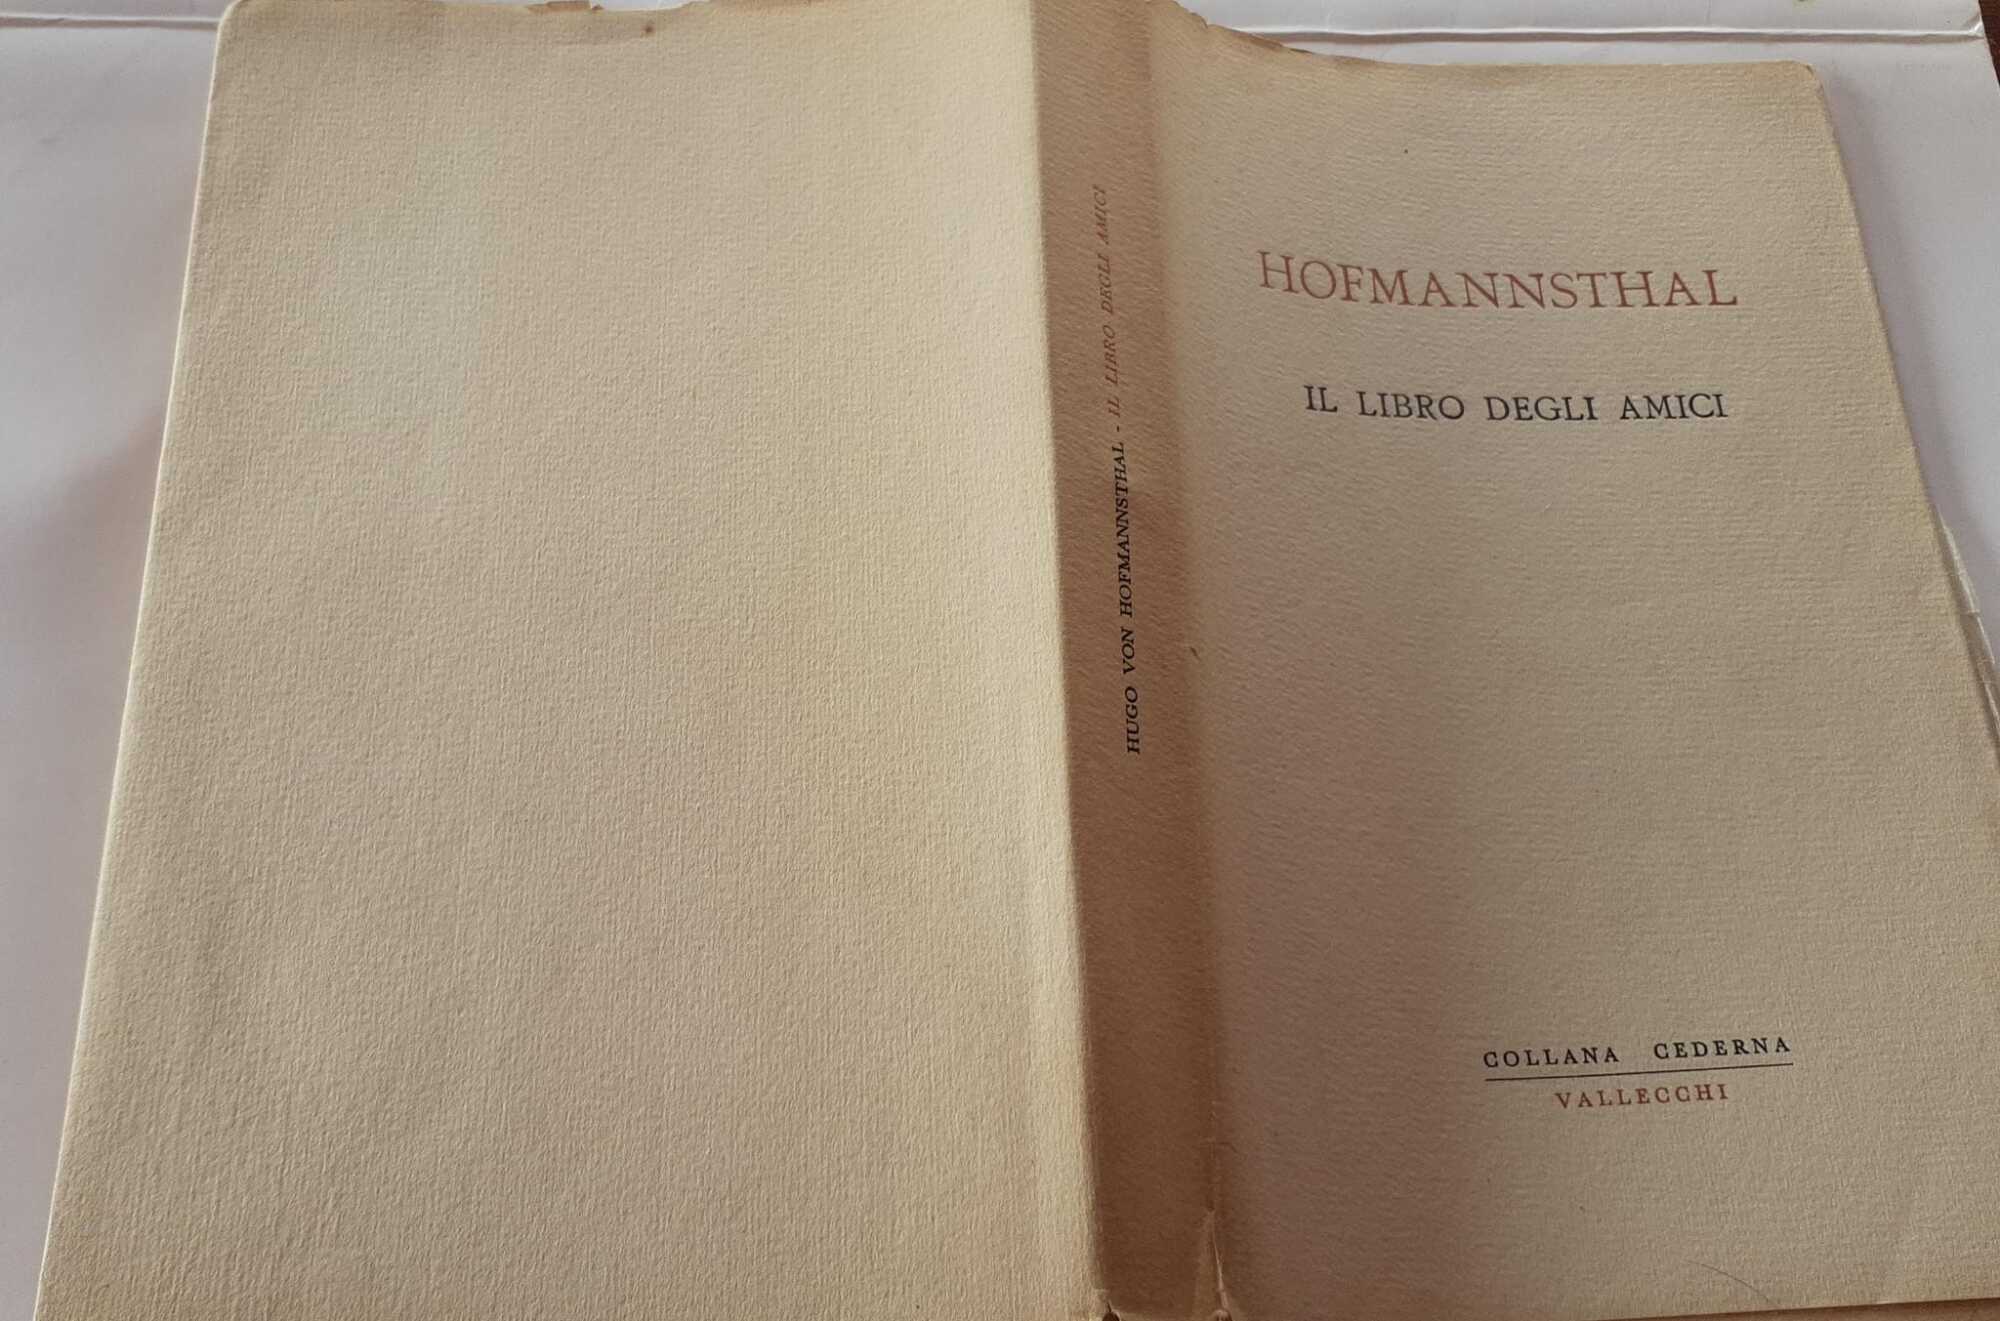 HUGO VON HOFMANNSTHAL - IL LIBRO DEGLI AMICI
HOFMANNSTHAL
IL LIBRO DEGLI AMICI
COLLANA CEDERNA
VALLECCHI